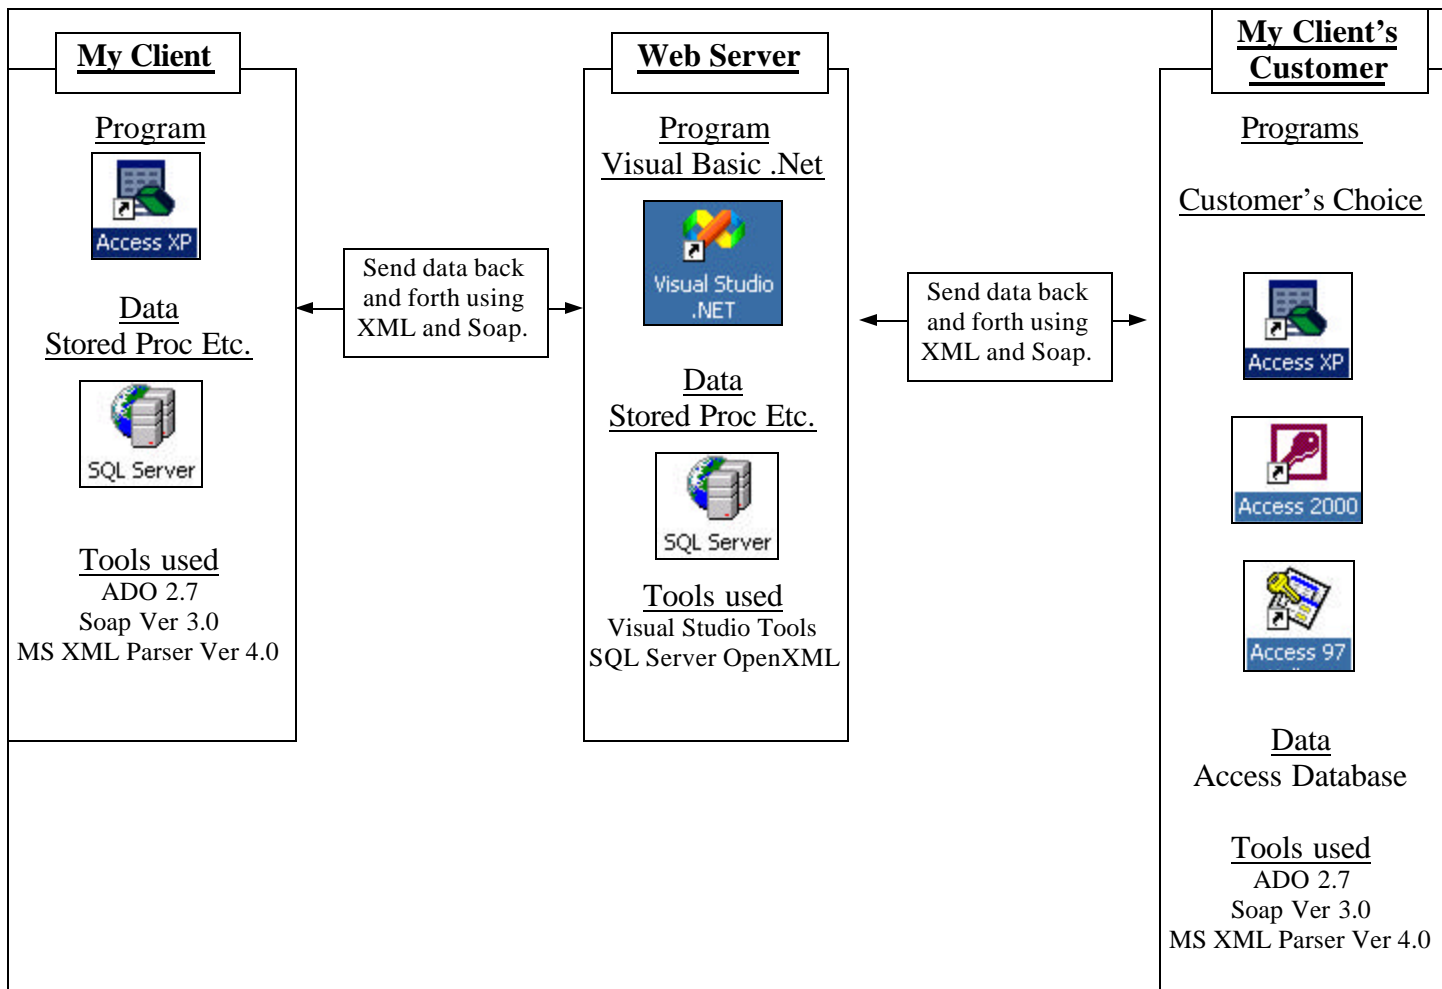 My Client
Program
Access XP
Data
Stored Proc Etc.
SQL Server
Tools used
ADO 2.7
Soap Ver 3.0
MS XML Parser Ver 4.0
Send data back
and forth using
XML and Soap.
Web Server
Program
Visual Basic .Net
Visual Studio
.NET
Data
Stored Proc Etc.
SQL Server
Tools used
Visual Studio Tools
SQL Server OpenXML
Send data back
and forth using
XML and Soap.
My Client's
Customer
Programs
Customer's Choice
Access XP
Access 2000
Access 97
Data
Access Database
Tools used
ADO 2.7
Soap Ver 3.0
MS XML Parser Ver 4.0